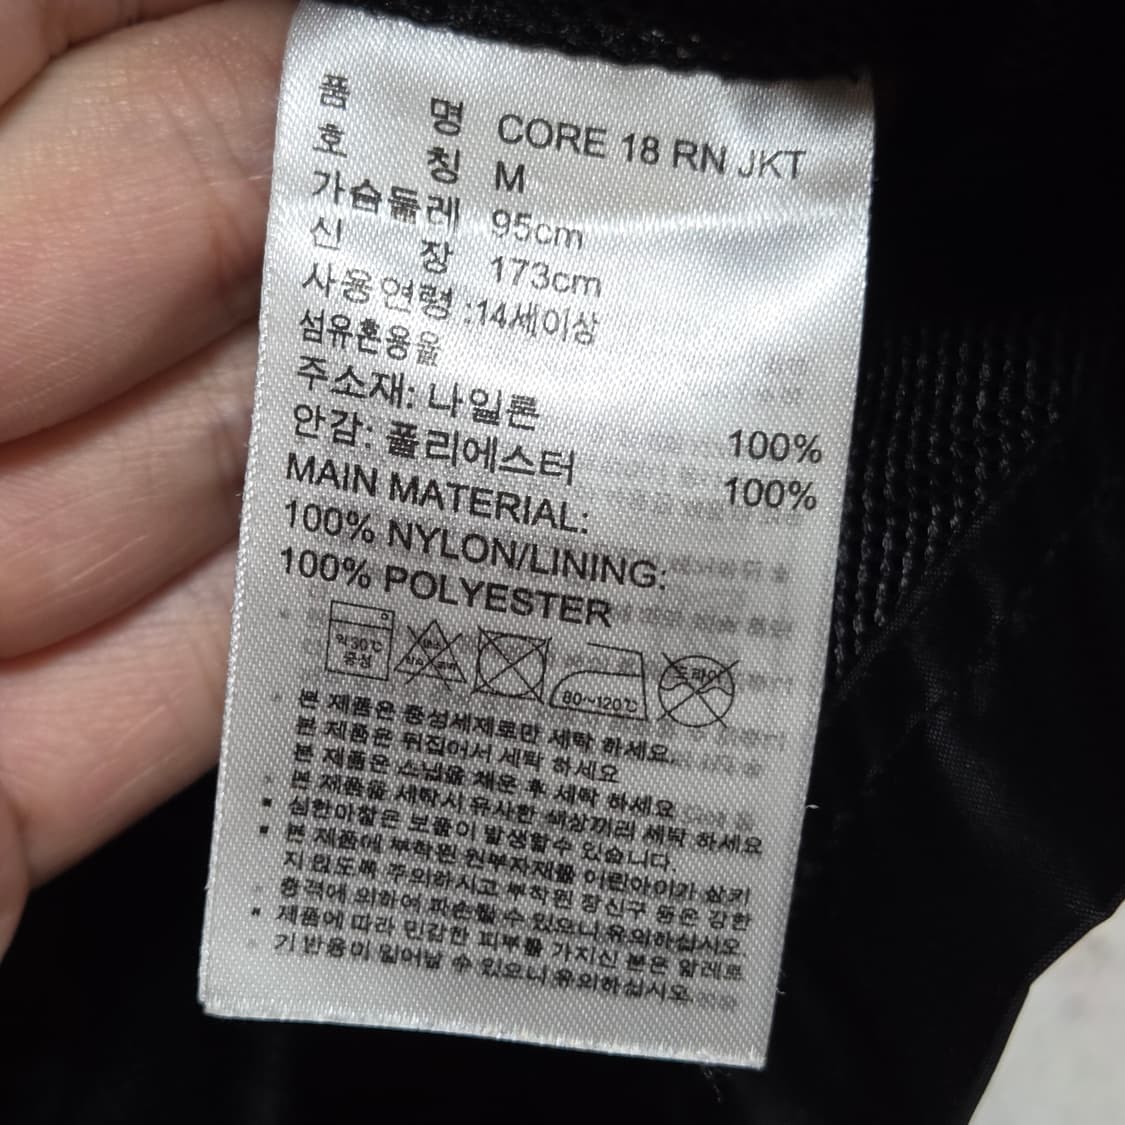 품 명 CORE 18 RN JKT
호 칭 M
가슴둘레 95cm
신 장 173cm
사용연령 :14세이상
섬유혼용율
주소재: 나일론 100%
안감: 폴리에스터 100%
MAIN MATERIAL:
100% NYLON/LINING:
100% POLYESTER
약30℃ 중성
80~120℃
드라이
본 제품은 중성세제로만 세탁 하세요.
본 제품은 뒤집어서 세탁 하세요
본 제품은 스냅을 채운 후 세탁 하세요
본 제품을 세탁시 유사한 색상끼리 세탁 하세요
심한마찰은 보풀이 발생할수 있습니다.
본 제품에 부착된 원부자재를 어린아이가 삼키
지 않도록 주의하시고 부착된 장신구 등은 강한
충격에 의하여 파손될 수 있으니 유의하십시오
제품에 따라 민감한 피부를 가지신 분은 알레르
기 반응이 일어날 수 있으니 유의하십시오.